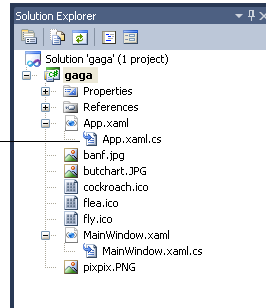 Solution Explorer
Solution 'gaga' (1 project)
gaga
Properties
References
App.xaml
App.xaml.cs
banf.jpg
butchart.JPG
cockroach.ico
flea.ico
fly.ico
MainWindow.xaml
MainWindow.xaml.cs
pixpix.PNG